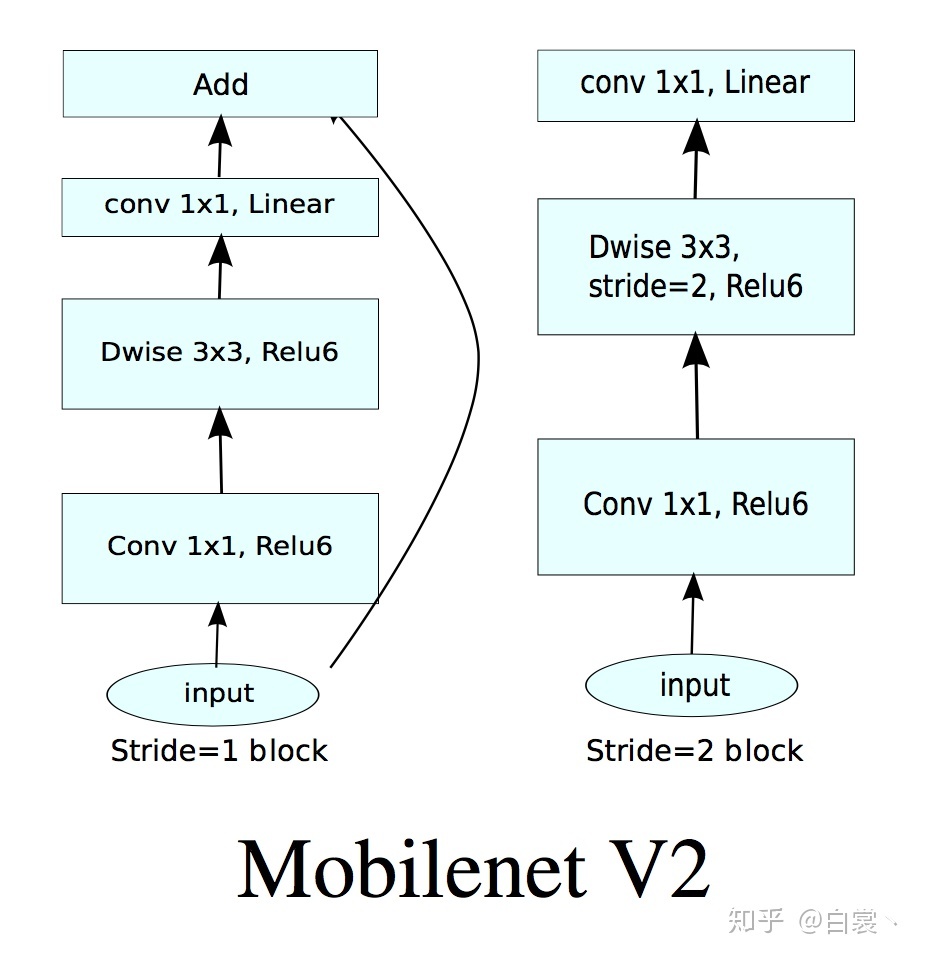 Add
conv 1x1, Linear
Dwise 3x3, Relu6
Conv 1x1, Relu6
input
Stride=1 block
conv 1x1, Linear
Dwise 3x3,
stride=2, Relu6
Conv 1x1, Relu6
input
Stride=2 block
Mobilenet V2
知乎 @白裳丶